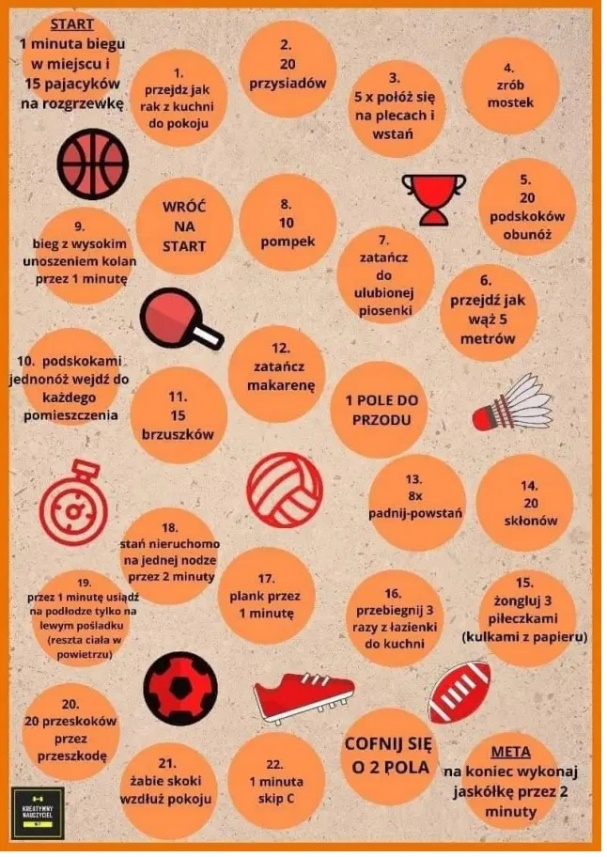 START
1 minuta biegu
w miejscu i
15 pajacyków
na rozgrzewkę
1.
przejdz jak
rak z kuchni
do pokoju
2.
20
przysiadów
3.
5 x połóż się
na plecach i
wstań
4.
zrób
mostek
5.
20
podskoków
obunóż
6.
przejdź jak
wąż 5
metrów
7.
zatańcz
do
ulubionej
piosenki
8.
10
pompek
WRÓĆ
NA
START
9.
bieg z wysokim
unoszeniem kolan
przez 1 minutę
10. podskokami
jednonóż wejdź do
każdego
pomieszczenia
11.
15
brzuszków
12.
zatańcz
makarenę
1 POLE DO
PRZODU
13.
8x
padnij-powstań
14.
20
skłonów
15.
żongluj 3
piłeczkami
(kulkami z papieru)
16.
przebiegnij 3
razy z łazienki
do kuchni
17.
plank przez
1 minutę
18.
stań nieruchomo
na jednej nodze
przez 2 minuty
19.
przez 1 minutę usiądź
na podłodze tylko na
lewym pośladku
(reszta ciała w
powietrzu)
20.
20 przeskoków
przez
przeszkodę
21.
żabie skoki
wzdłuż pokoju
22.
1 minuta
skip C
COFNIJ SIĘ
O 2 POLA
META
na koniec wykonaj
jaskółkę przez 2
minuty
KREATYWNY
NAUCZYCIEL